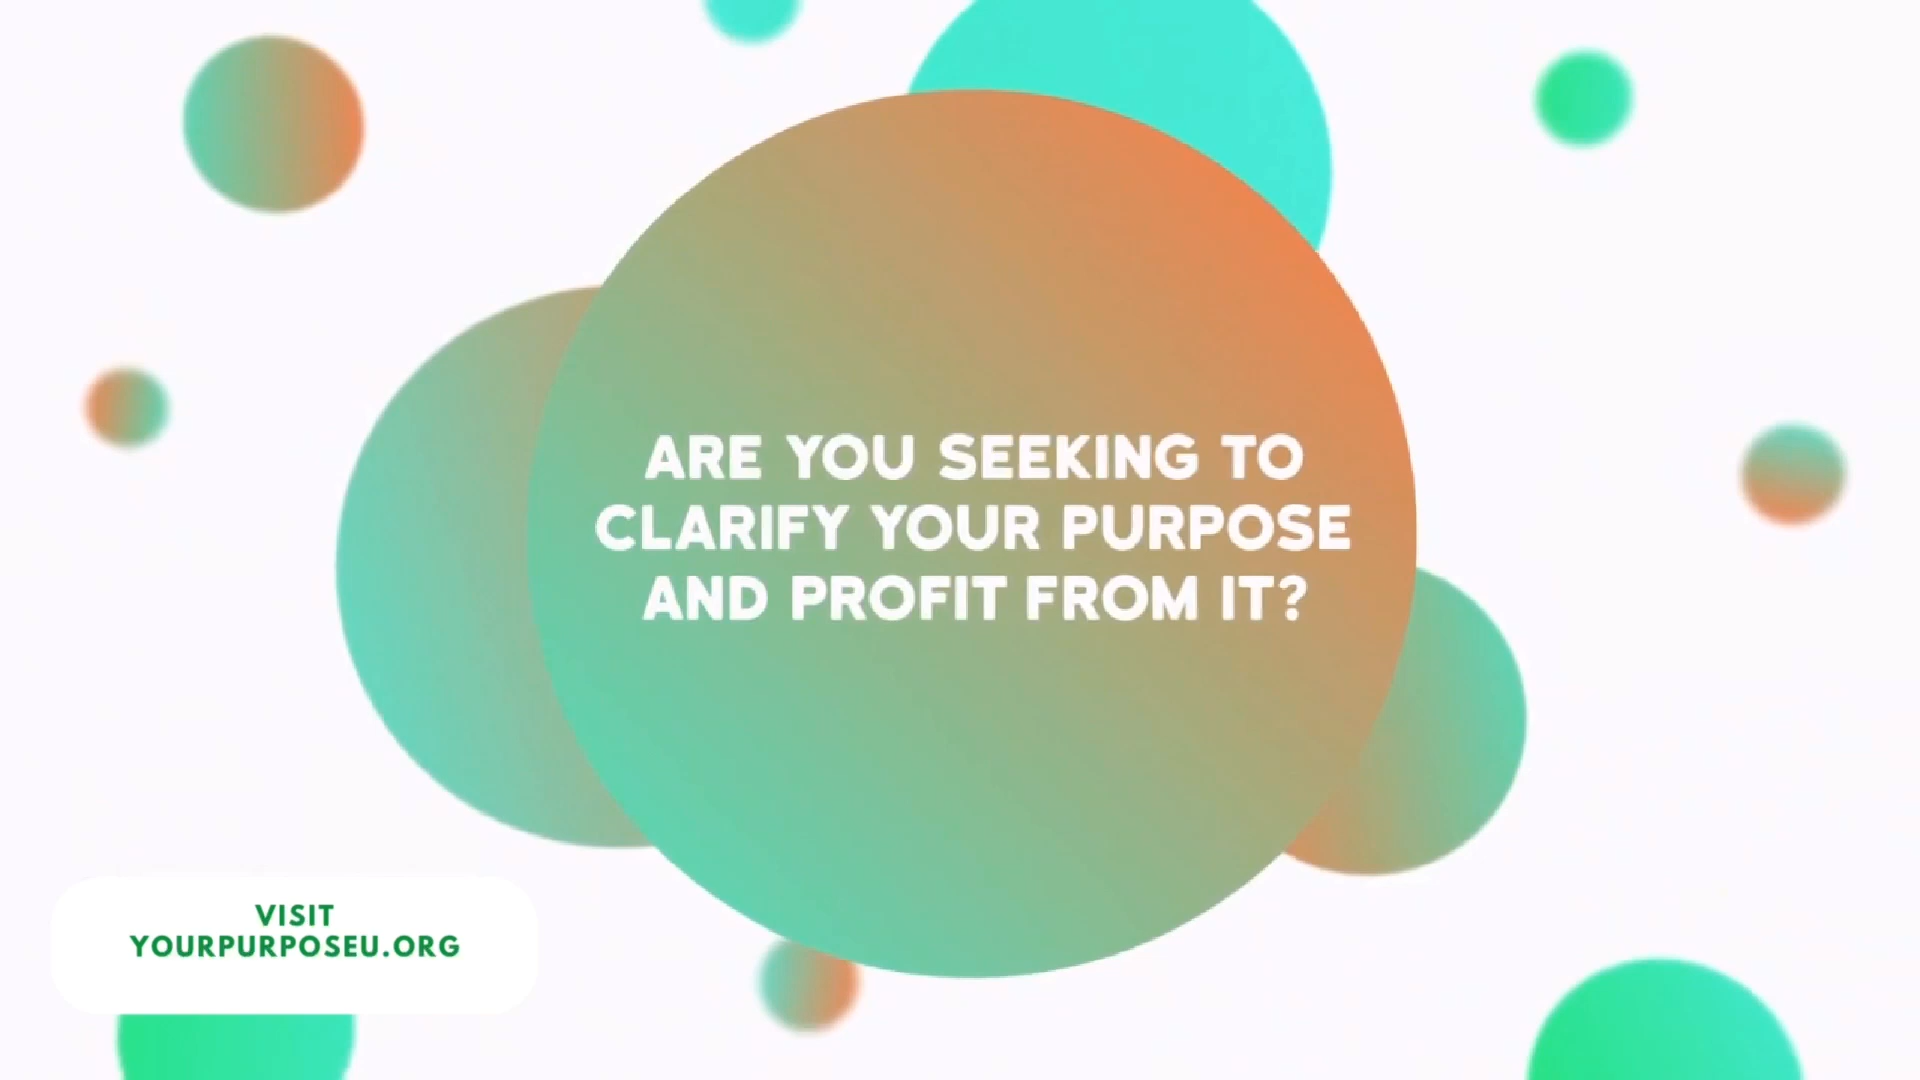 ARE YOU SEEKING TO
CLARIFY YOUR PURPOSE
AND PROFIT FROM IT?
VISIT
YOURPURPOSEU.ORG